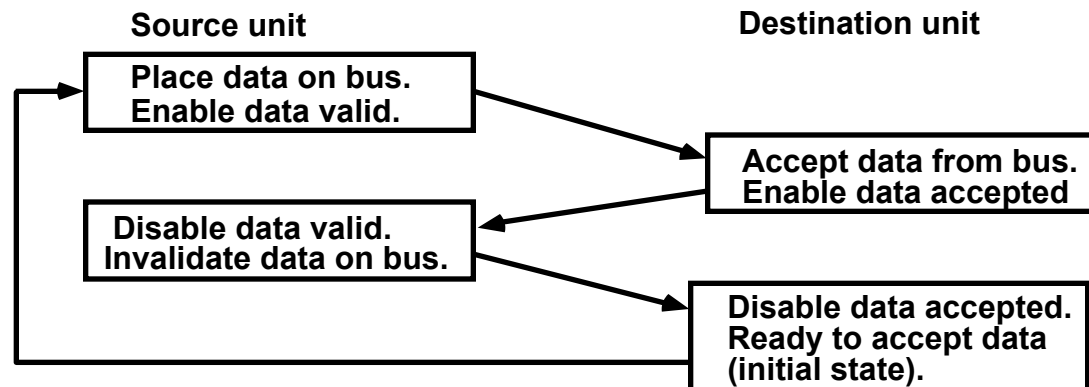 Source unit
Destination unit
Place data on bus.
Enable data valid.
Accept data from bus.
Enable data accepted
Disable data valid.
Invalidate data on bus.
Disable data accepted.
Ready to accept data
(initial state).